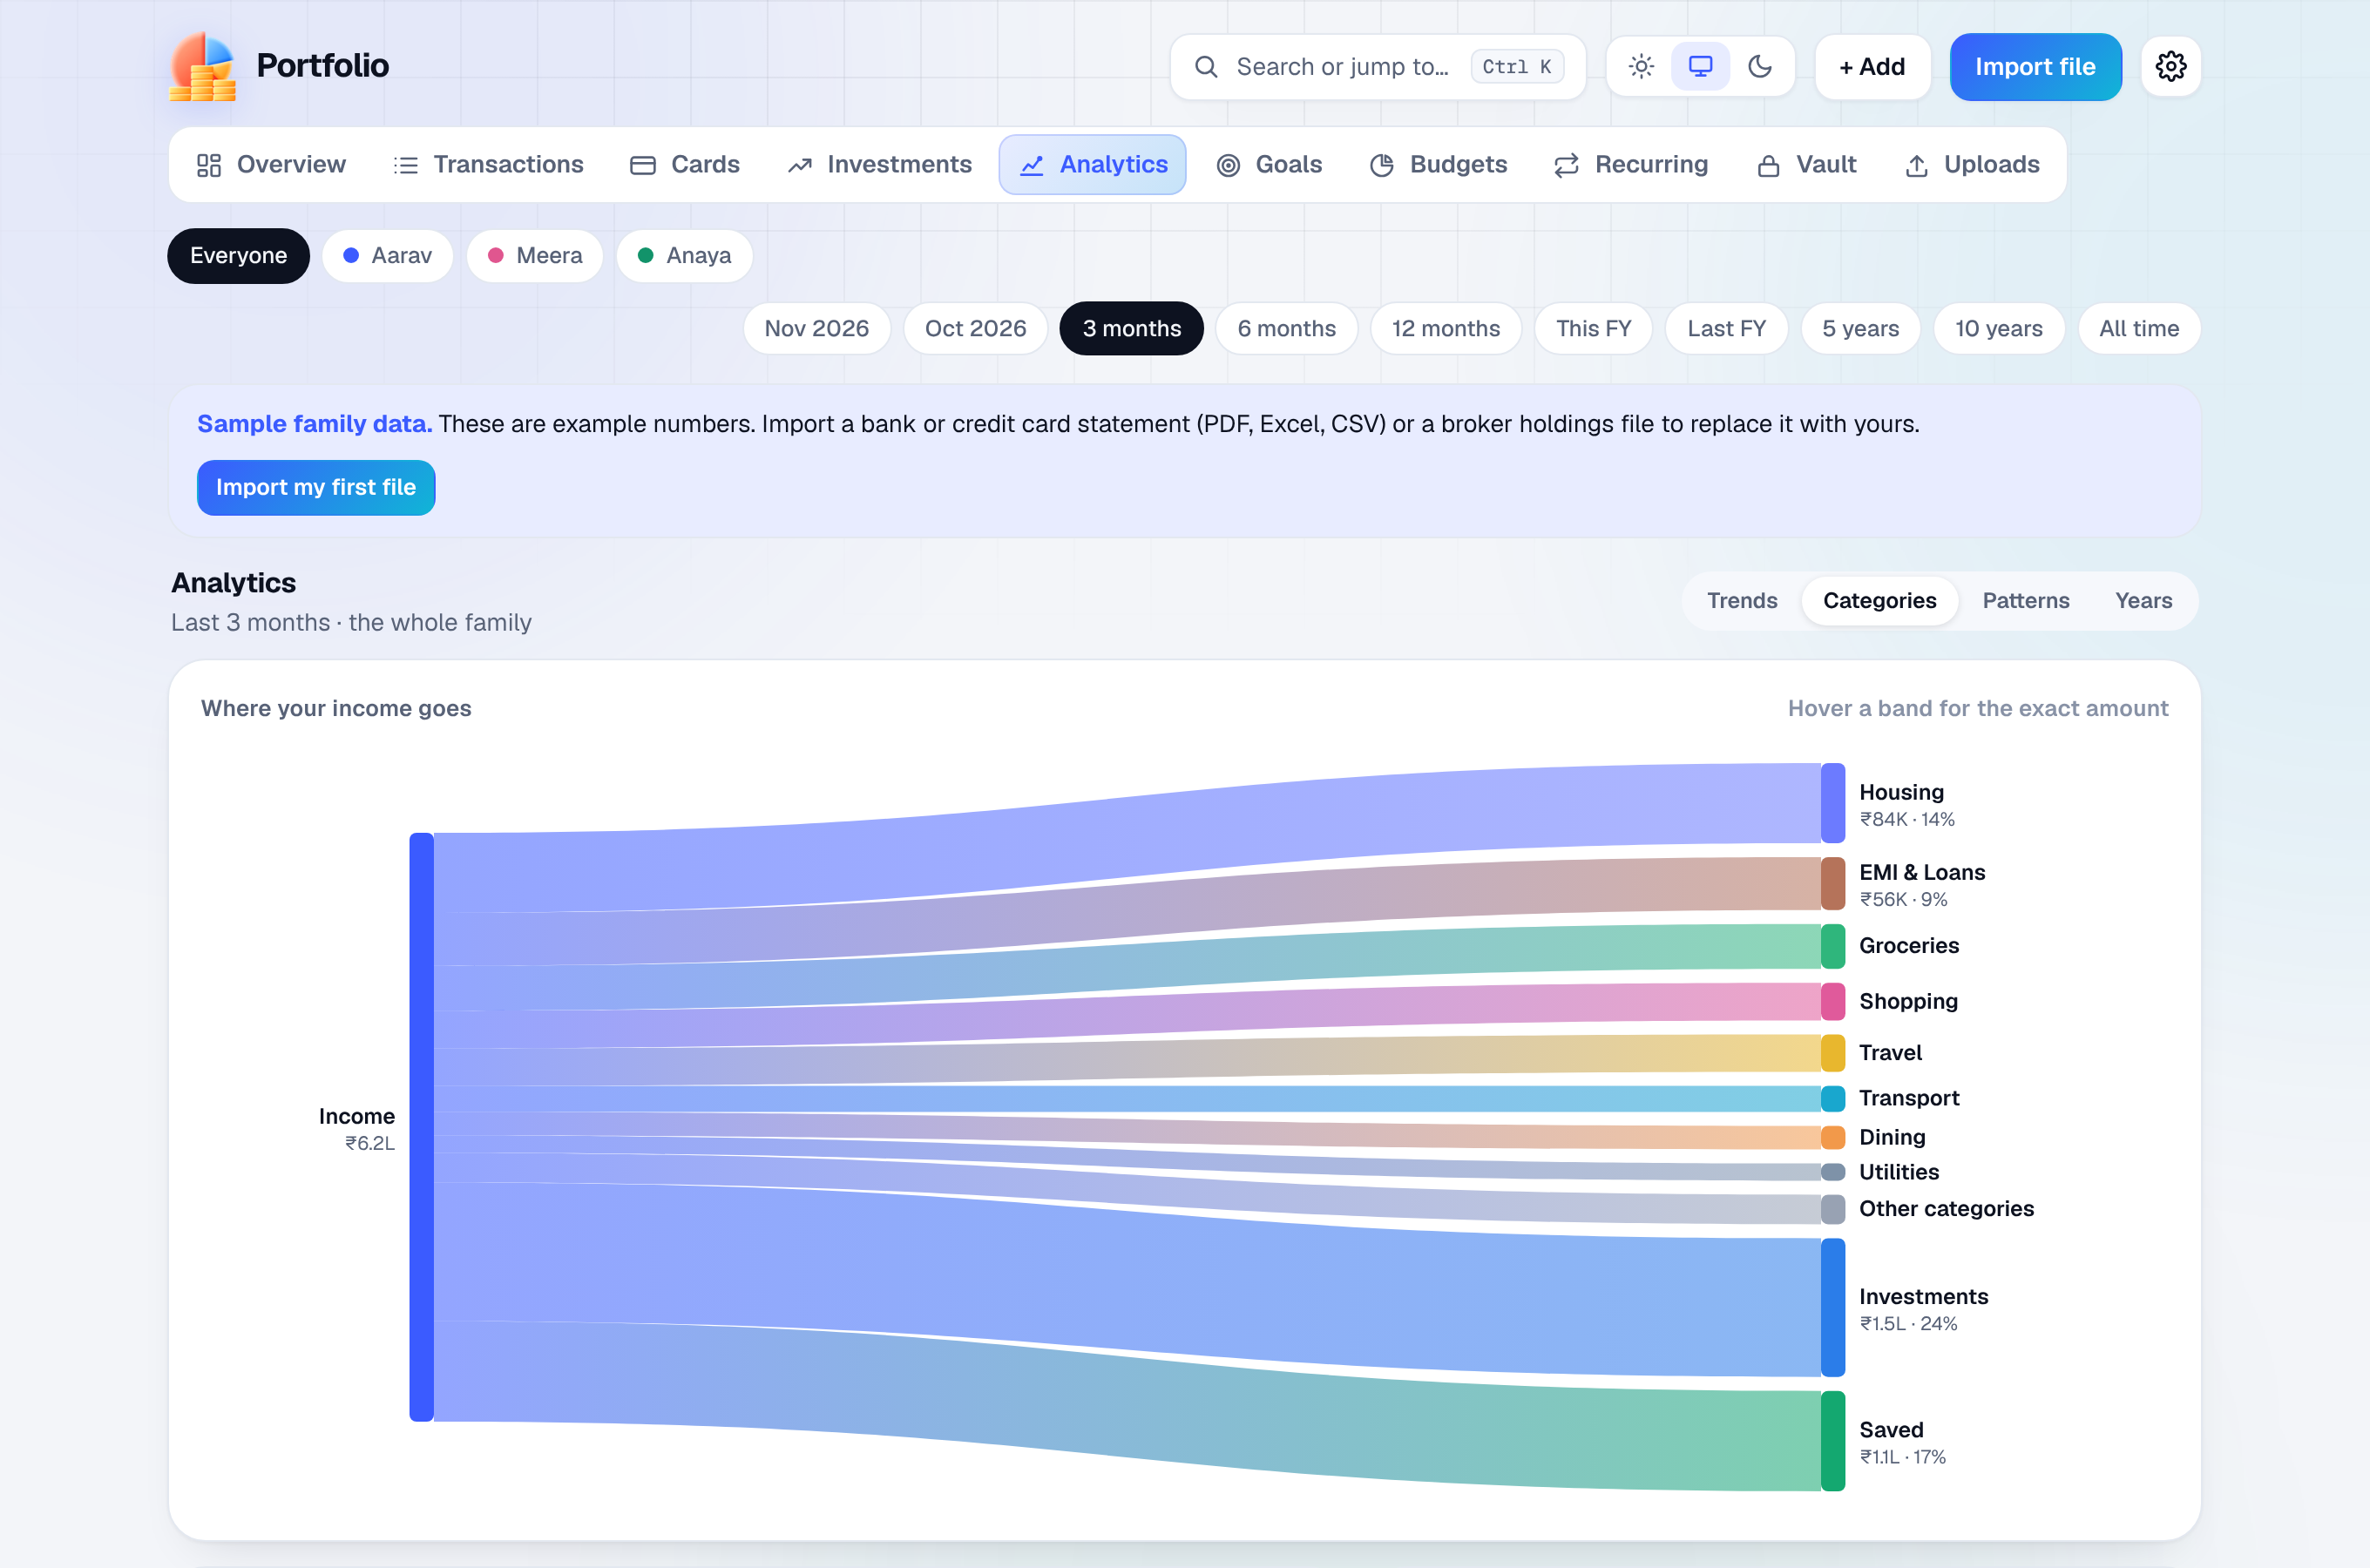 Portfolio
Search or jump to...
Ctrl K
+ Add
Import file
Overview
Transactions
Cards
Investments
Analytics
Goals
Budgets
Recurring
Vault
Uploads
Everyone
Aarav
Meera
Anaya
Nov 2026
Oct 2026
3 months
6 months
12 months
This FY
Last FY
5 years
10 years
All time
Sample family data. These are example numbers. Import a bank or credit card statement (PDF, Excel, CSV) or a broker holdings file to replace it with yours.
Import my first file
Analytics
Last 3 months · the whole family
Trends
Categories
Patterns
Years
Where your income goes
Hover a band for the exact amount
Income
₹6.2L
Housing
₹84K · 14%
EMI & Loans
₹56K · 9%
Groceries
Shopping
Travel
Transport
Dining
Utilities
Other categories
Investments
₹1.5L · 24%
Saved
₹1.1L · 17%